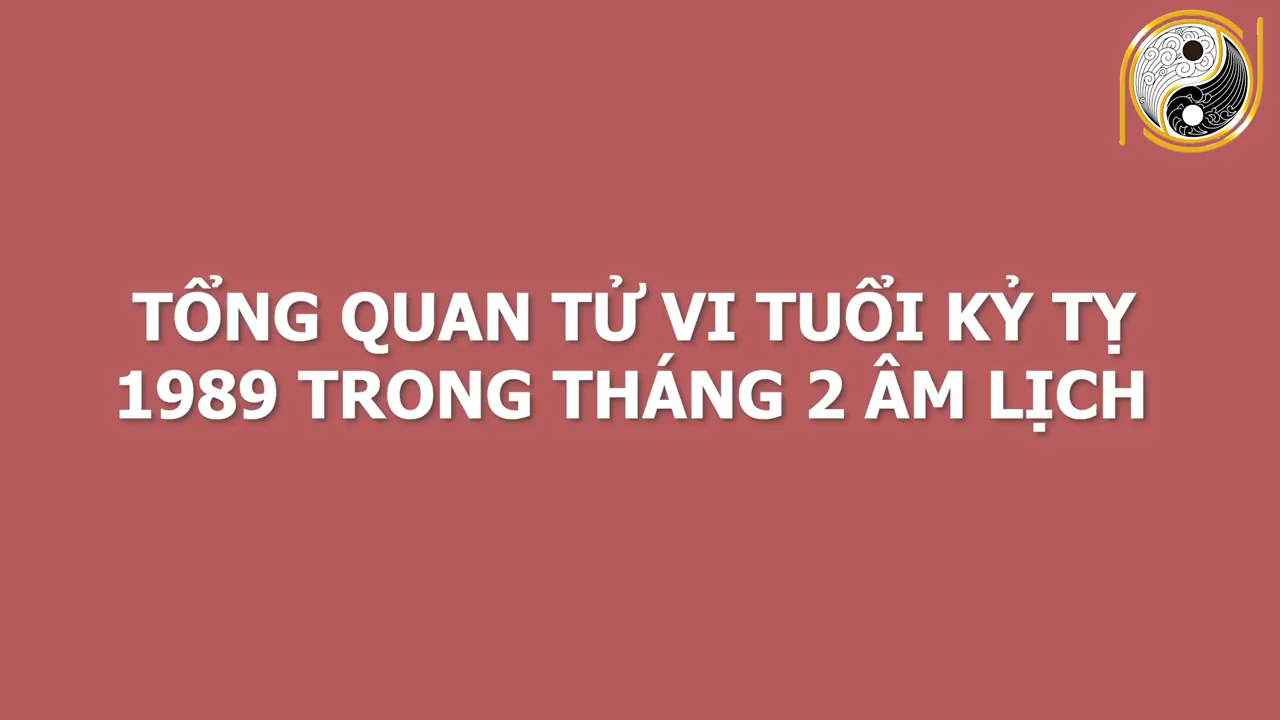 TỔNG QUAN TỬ VI TUỔI KỶ TỴ
1989 TRONG THÁNG 2 ÂM LỊCH